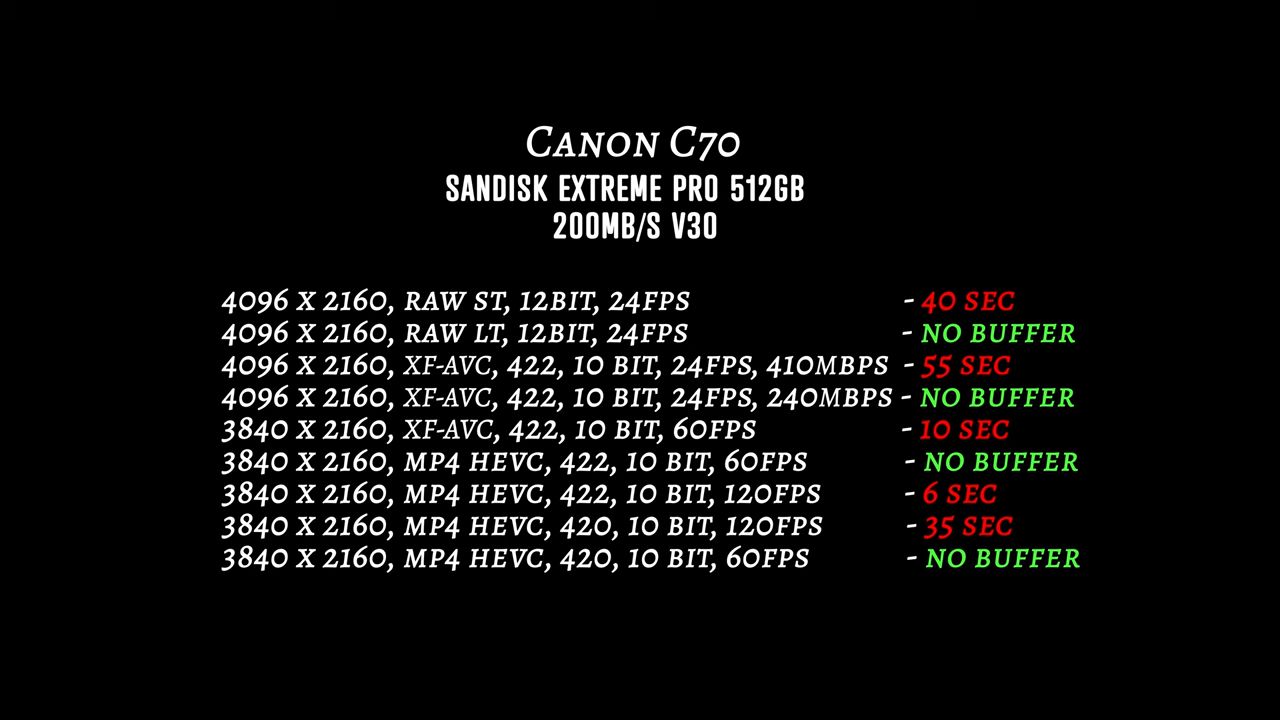 Canon C70
SANDISK EXTREME PRO 512GB
200MB/S V30
4096 X 2160, RAW ST, 12BIT, 24FPS - 40 SEC
4096 X 2160, RAW LT, 12BIT, 24FPS - NO BUFFER
4096 X 2160, XF-AVC, 422, 10 BIT, 24FPS, 410MBPS - 55 SEC
4096 X 2160, XF-AVC, 422, 10 BIT, 24FPS, 240MBPS - NO BUFFER
3840 X 2160, XF-AVC, 422, 10 BIT, 60FPS - 10 SEC
3840 X 2160, MP4 HEVC, 422, 10 BIT, 60FPS - NO BUFFER
3840 X 2160, MP4 HEVC, 422, 10 BIT, 120FPS - 6 SEC
3840 X 2160, MP4 HEVC, 420, 10 BIT, 120FPS - 35 SEC
3840 X 2160, MP4 HEVC, 420, 10 BIT, 60FPS - NO BUFFER